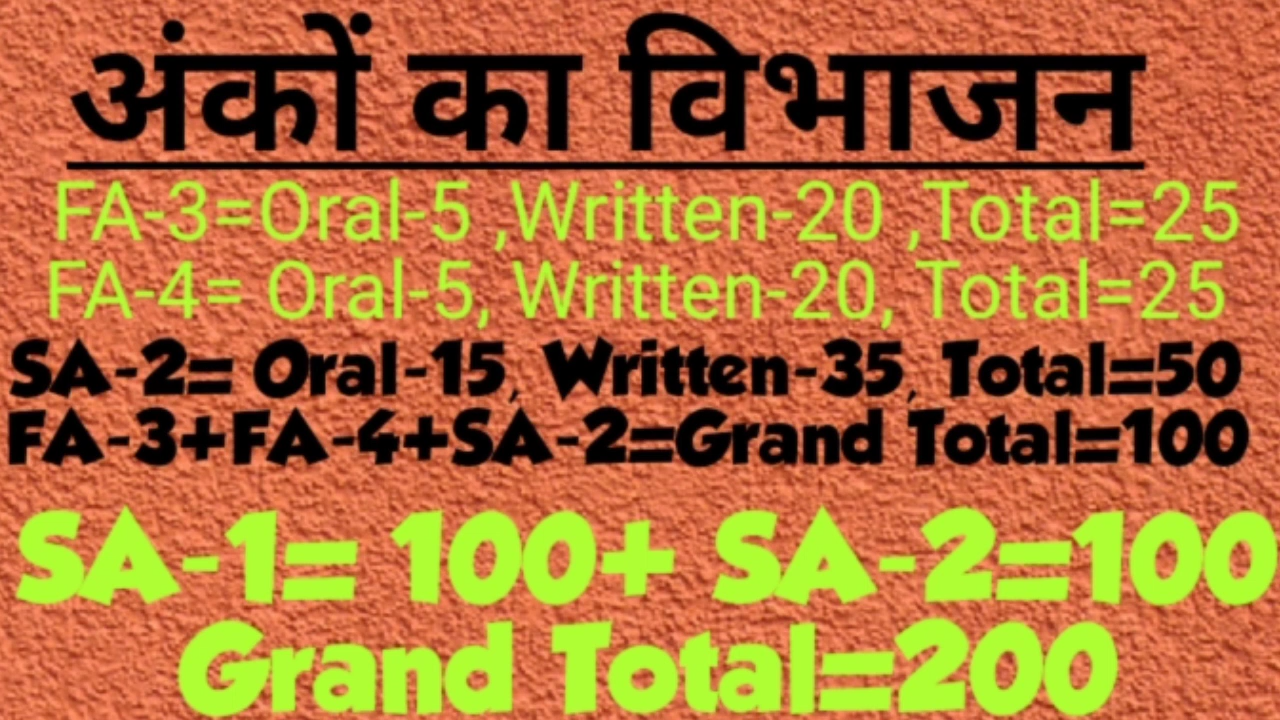 अंकों का विभाजन
FA-3=Oral-5 ,Written-20 ,Total=25
FA-4= Oral-5, Written-20, Total=25
SA-2= Oral-15, Written-35, Total=50
FA-3+FA-4+SA-2=Grand Total=100
SA-1= 100+ SA-2=100
Grand Total=200